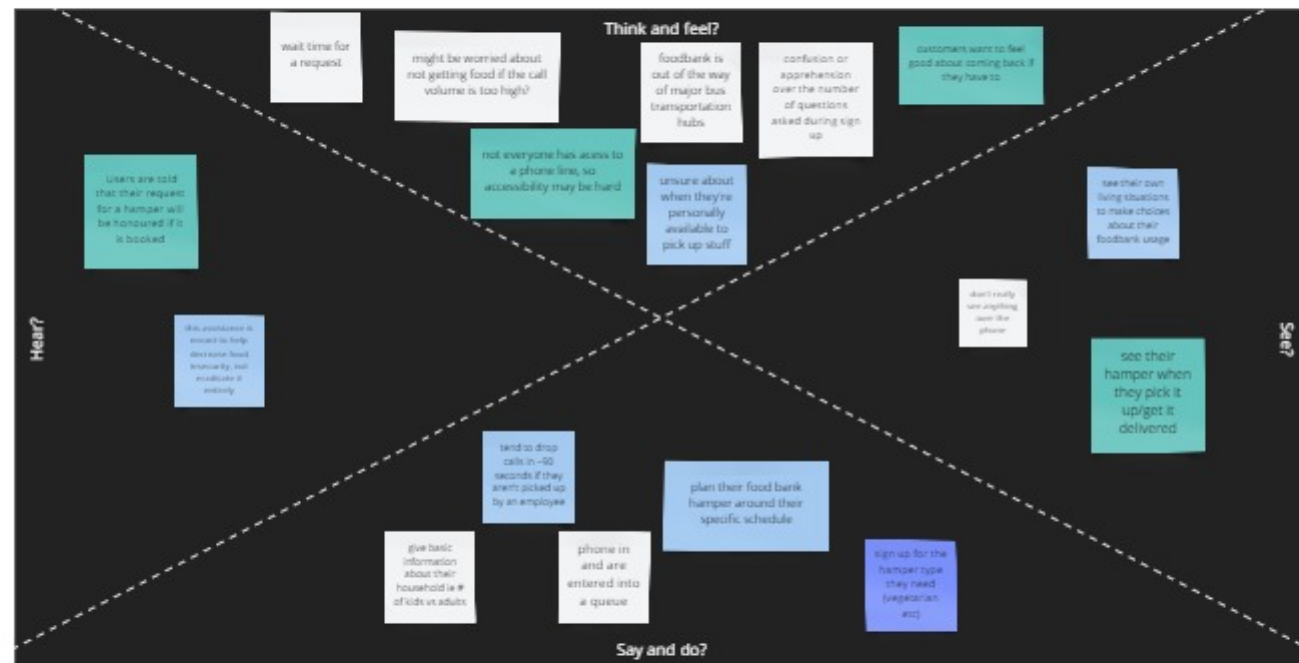 Think and feel?
wait time for
a request
might be worried about
not getting food if the call
volume is too high?
foodbank is
out of the way
of major bus
transportation
hubs
confusion or
apprehension
over the number
of questions
asked during sign
up
customers want to feel
good about coming back if
they have to
not everyone has acess to
a phone line, so
accessibility may be hard
unsure about
when they're
personally
available to
pick up stuff
Hear?
Users are told
that their request
for a hamper will
be honoured if it
is booked
this assistance is
meant to help
decrease food
insecurity, not
eradicate it
entirely
See?
see their own
living situations
to make choices
about their
foodbank usage
don't really
see anything
over the
phone
see their
hamper when
they pick it
up/get it
delivered
tend to drop
calls in ~90
seconds if they
aren't picked up
by an employee
plan their food bank
hamper around their
specific schedule
give basic
information
about their
household ie #
of kids vs adults
phone in
and are
entered into
a queue
sign up for the
hamper type
they need
(vegetarian
etc)
Say and do?